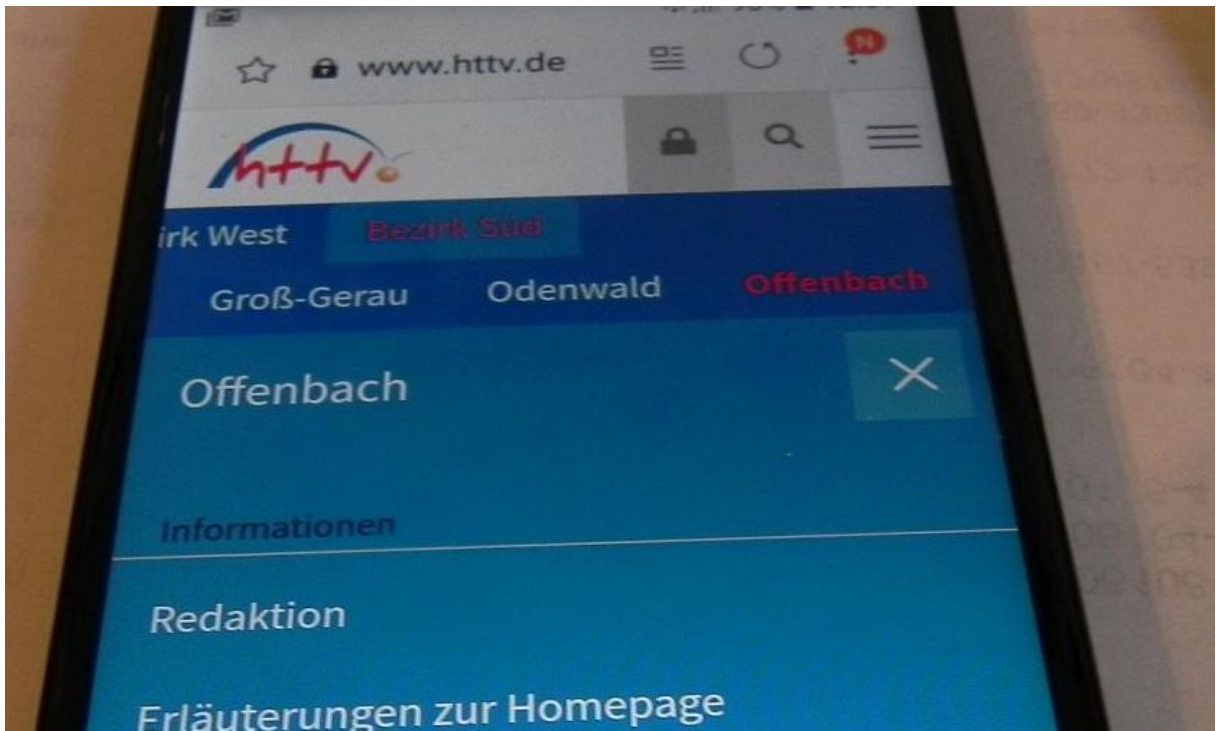 www.httv.de
N
httv
irk West Bezirk Süd
Groß-Gerau Odenwald Offenbach
Offenbach
Informationen
Redaktion
Erläuterungen zur Homepage